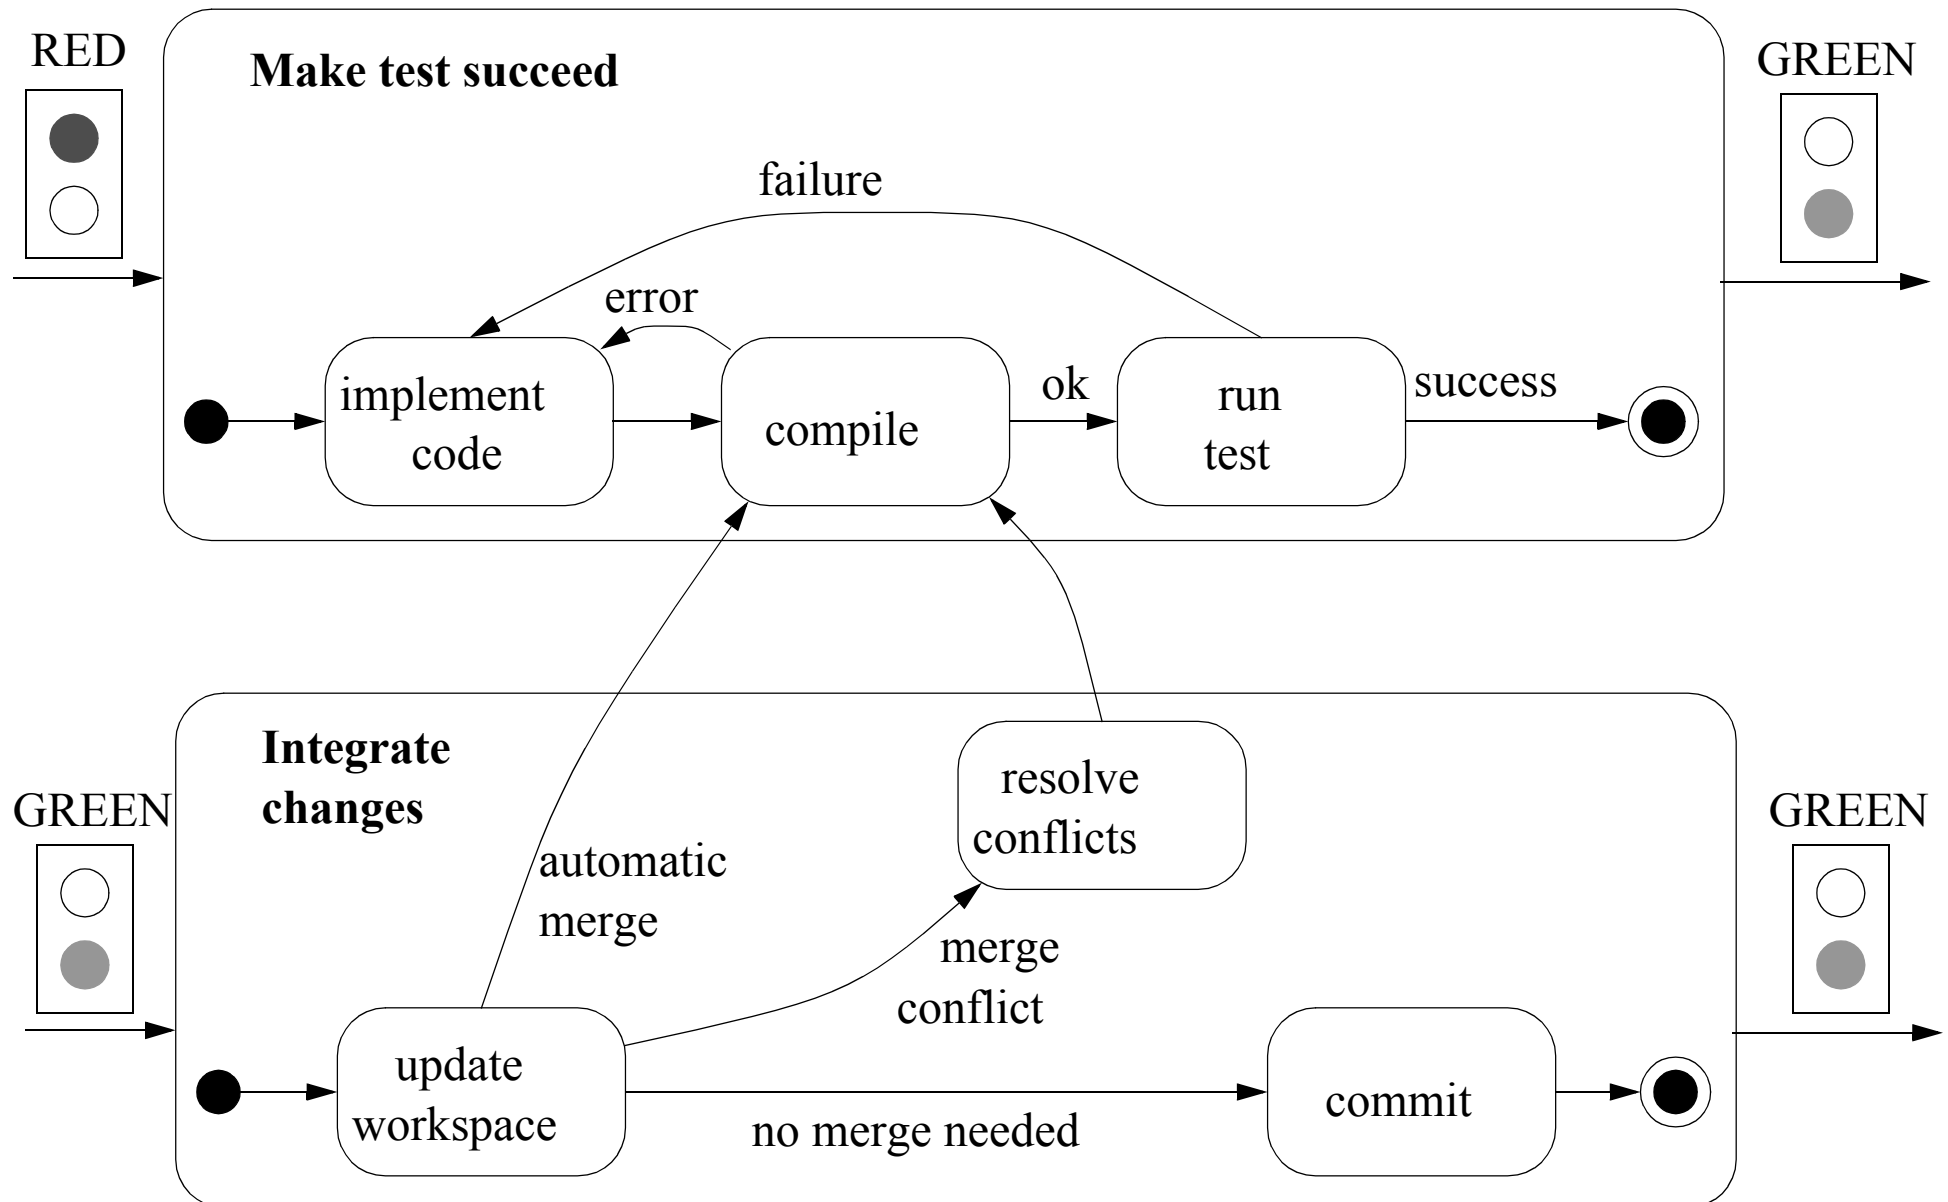 RED
Make test succeed
GREEN
failure
error
implement
code
compile
ok
run
test
success
Integrate
changes
GREEN
automatic
merge
resolve
conflicts
merge
conflict
GREEN
update
workspace
no merge needed
commit